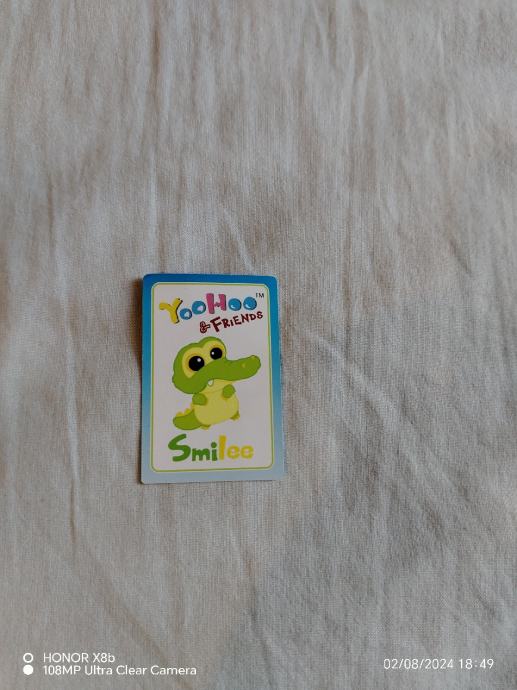 YooHoo™
& FRIENDS
Smilee
HONOR X8b
108MP Ultra Clear Camera
02/08/2024 18:49